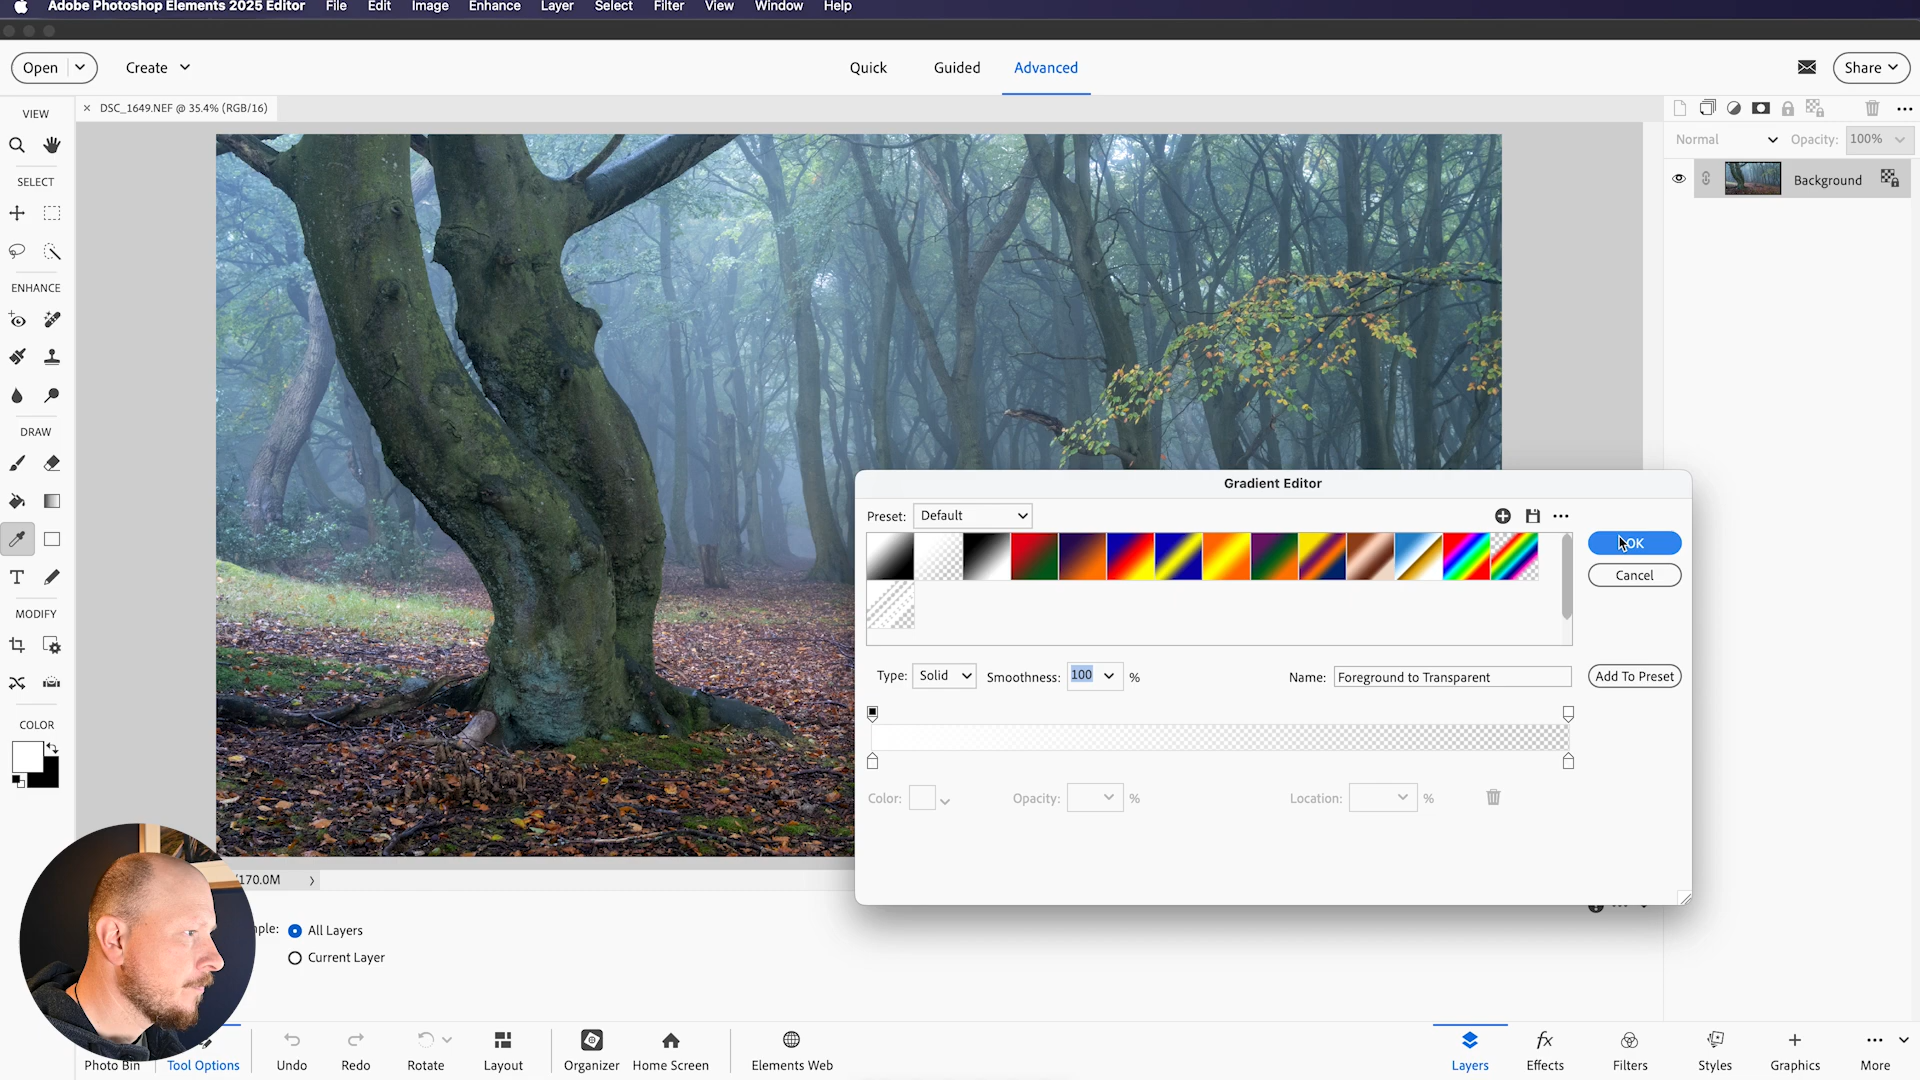 Adobe Photoshop Elements 2025 Editor File Edit Image Enhance Layer Select Filter View Window Help
Open Create Quick Guided Advanced Share
VIEW × DSC_1649.NEF @ 35.4% (RGB/16)
Normal Opacity: 100%
Background
SELECT
ENHANCE
DRAW
T
MODIFY
COLOR
Gradient Editor
Preset: Default
OK
Cancel
Type: Solid Smoothness: 100 % Name: Foreground to Transparent Add To Preset
Color: Opacity: % Location: %
170.0M
All Layers
Current Layer
Photo Bin Tool Options Undo Redo Rotate Layout Organizer Home Screen Elements Web Layers fx Effects Filters Styles Graphics More